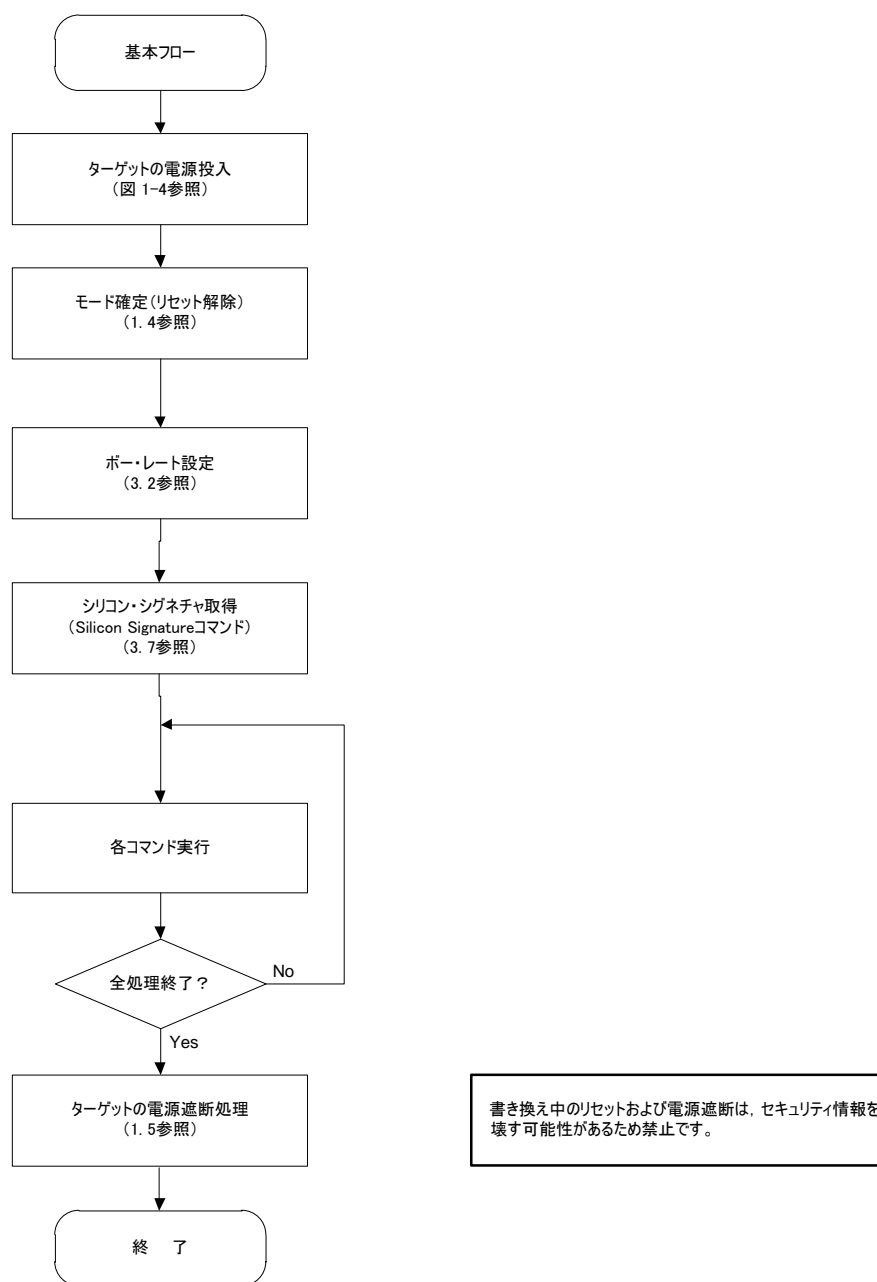 基本フロー
ターゲットの電源投入
（図 1-4参照）
モード確定（リセット解除）
（1. 4参照）
ボー・レート設定
（3. 2参照）
シリコン・シグネチャ取得
（Silicon Signatureコマンド）
（3. 7参照）
各コマンド実行
全処理終了？
No
Yes
ターゲットの電源遮断処理
（1. 5参照）
書き換え中のリセットおよび電源遮断は，セキュリティ情報を
壊す可能性があるため禁止です。
終　了